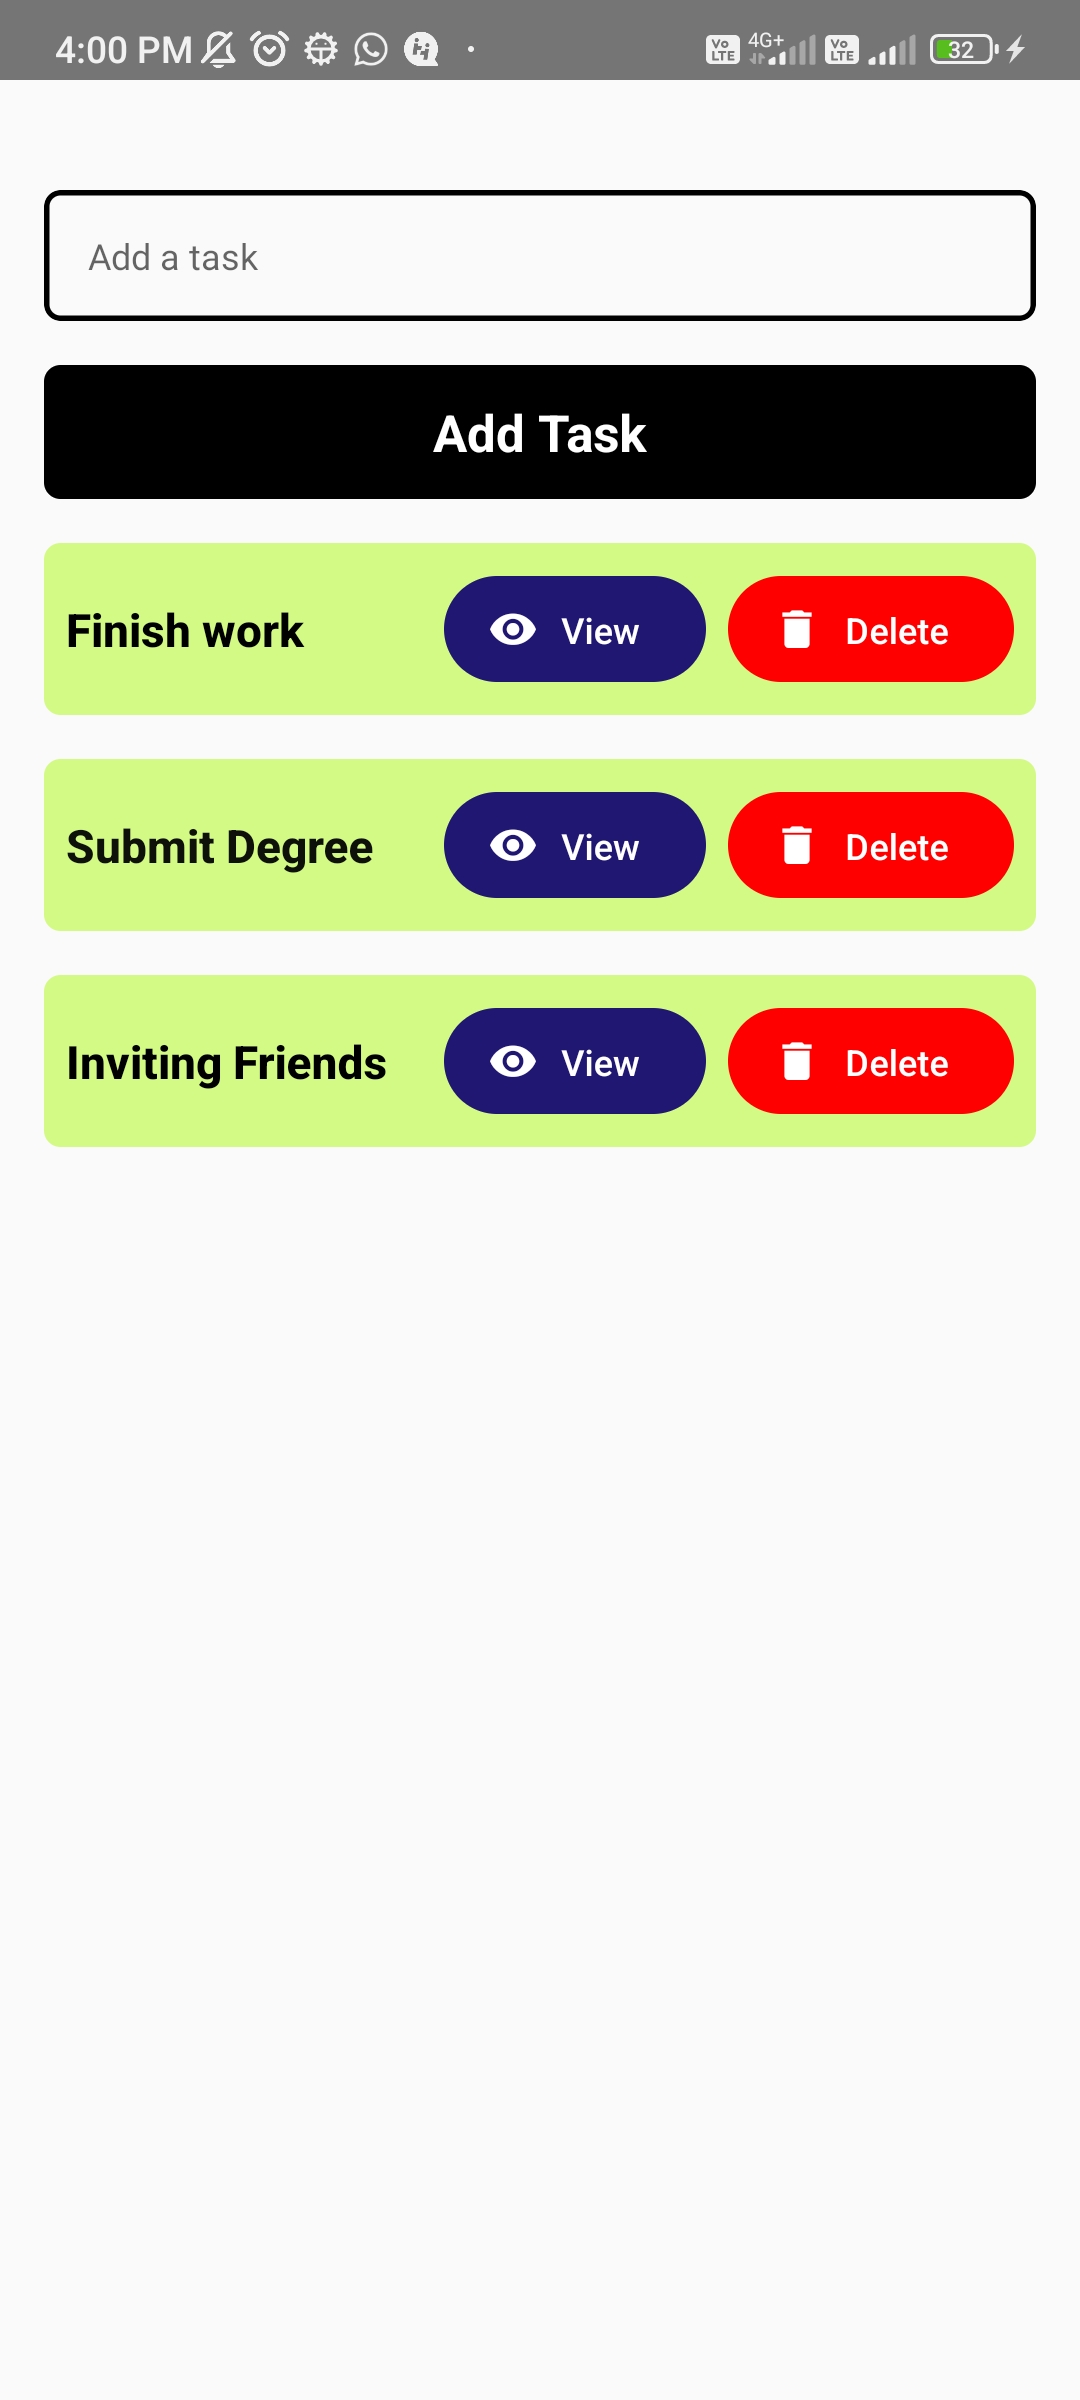 4:00 PM Vo LTE 4G+ Vo LTE 32
Add a task
Add Task
Finish work View Delete
Submit Degree View Delete
Inviting Friends View Delete